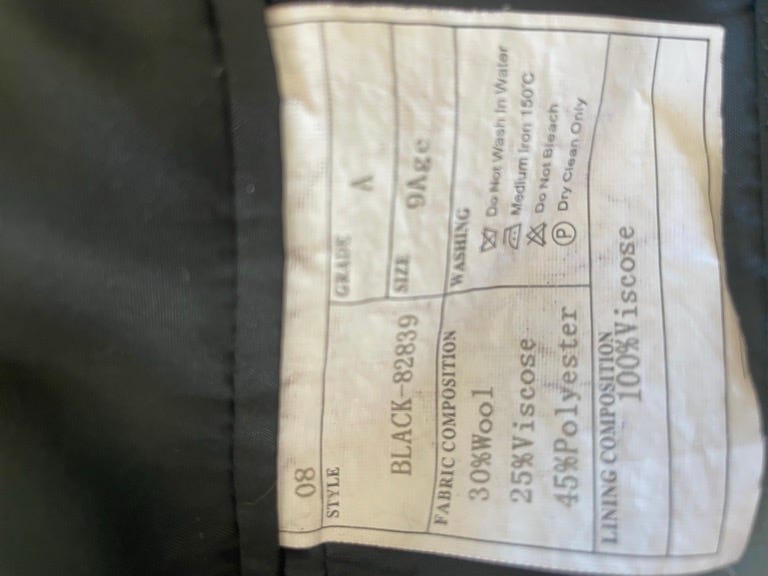 08
STYLE
BLACK-82839
GRADE
A
SIZE
9Age
FABRIC COMPOSITION
30%Wool
25%Viscose
45%Polyester
WASHING
Do Not Wash In Water
Medium Iron 150°C
Do Not Bleach
P Dry Clean Only
LINING COMPOSITION
100%Viscose